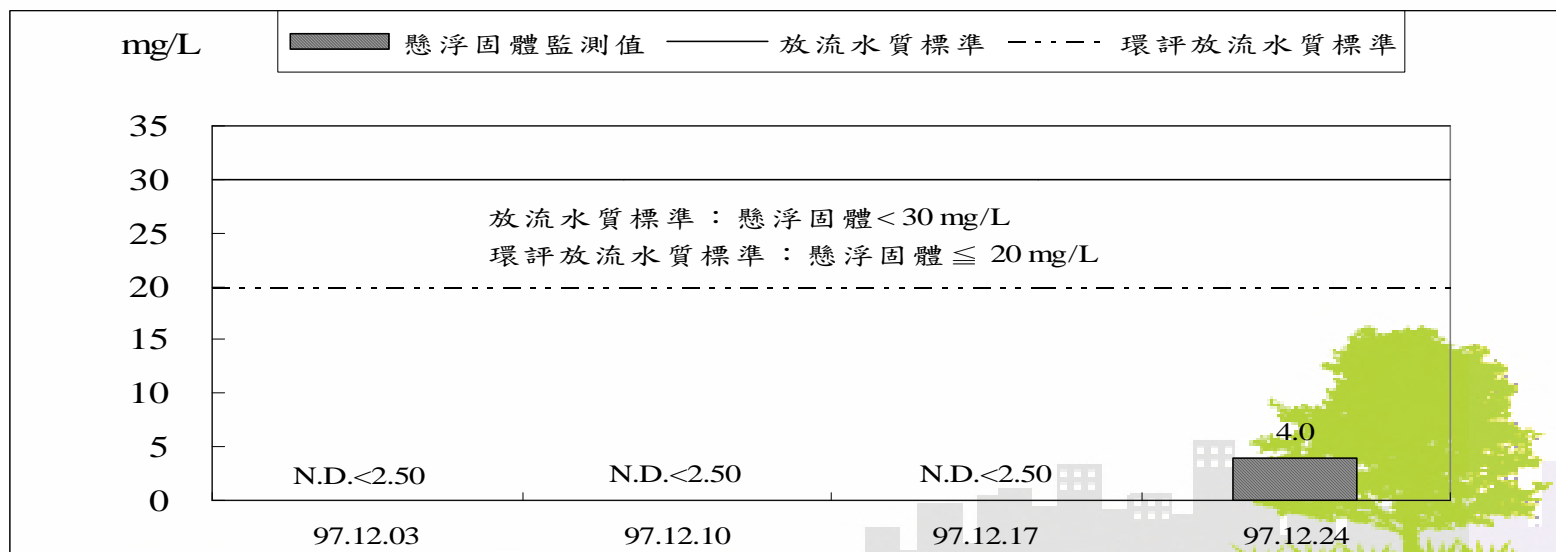 mg/L
懸浮固體監測值 放流水質標準 環評放流水質標準
35
30
放流水質標準：懸浮固體< 30 mg/L
25
環評放流水質標準：懸浮固體≦ 20 mg/L
20
15
10
4.0
5
N.D.<2.50 N.D.<2.50 N.D.<2.50
0
97.12.03 97.12.10 97.12.17 97.12.24